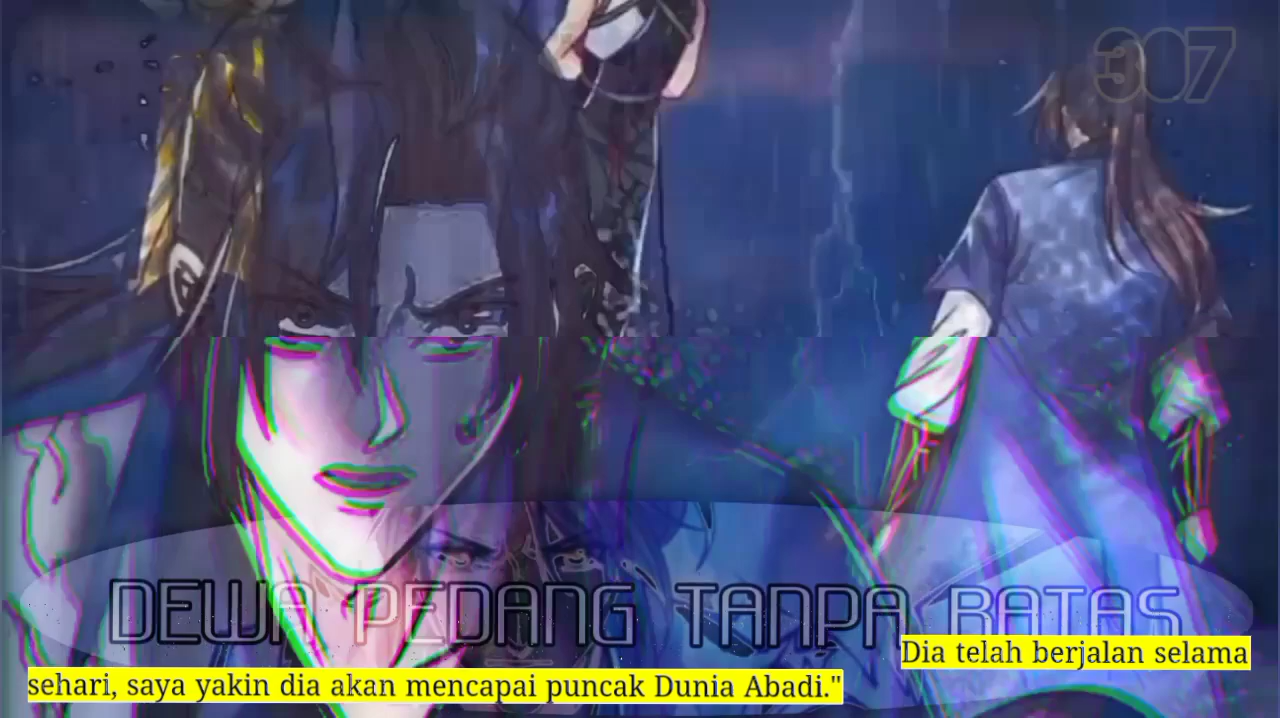 307
DEWA PEDANG TANPA BATAS
Dia telah berjalan selama
sehari, saya yakin dia akan mencapai puncak Dunia Abadi."